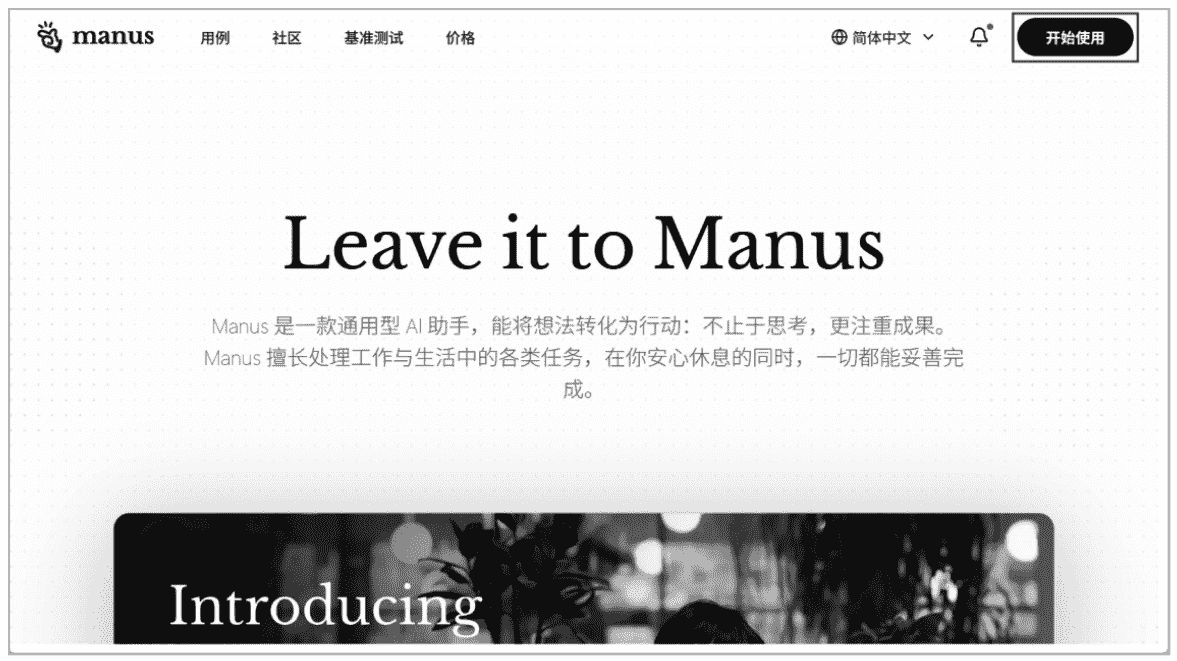 manus
用例
社区
基准测试
价格
简体中文
开始使用
Leave it to Manus
Manus 是一款通用型 AI 助手，能将想法转化为行动：不止于思考，更注重成果。
Manus 擅长处理工作与生活中的各类任务，在你安心休息的同时，一切都能妥善完
成。
Introducing